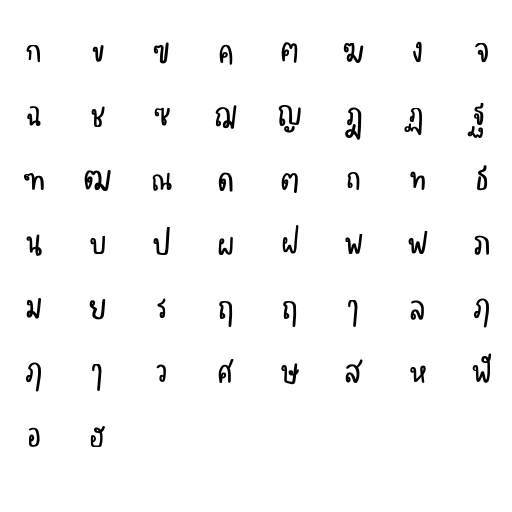 ก ข ฃ ค ฅ ฆ ง จ
ฉ ช ซ ฌ ญ ฎ ฏ ฐ
ฑ ฒ ณ ด ต ถ ท ธ
น บ ป ผ ฝ พ ฟ ภ
ม ย ร ฤ ฤ ๅ ล ฦ
ฦ ๅ ว ศ ษ ส ห ฬ
อ ฮ